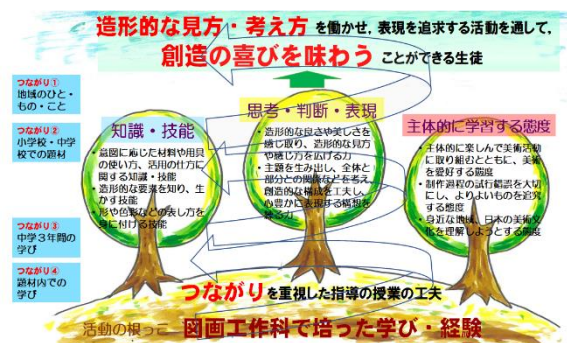 造形的な見方・考え方 を働かせ, 表現を追求する活動を通して,
創造の喜びを味わう ことができる生徒
つながり①
地域のひと・
もの・こと
つながり②
小学校・中学
校での題材
つながり③
中学3年間の
学び
つながり④
題材内での
学び
知識・技能
・意図に応じた材料や用具
の使い方、活用の仕方に
関する知識・技能
・造形的な要素を知り、生
かす技能
・形や色彩などの表し方を
身に付ける技能
思考・判断・表現
・造形的な良さや美しさを
感じ取り、造形的な見方
や感じ方を広げる力
・主題を生み出し、全体と
部分との関係などを考え
創造的な構成を工夫し、
心豊かに表現する構想を
練る力
主体的に学習する態度
・主体的に楽しんで美術活動
に取り組むとともに、美術
を愛好する態度
・制作過程の試行錯誤を大切
にし、よりよいものを追究
する態度
・身近な地域、日本の美術文
化を理解しようとする態度
つながりを重視した指導の授業の工夫
活動の根っこ 図画工作科で培った学び・経験